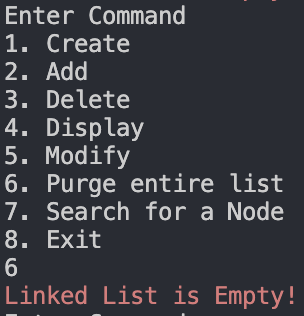 Enter Command
1. Create
2. Add
3. Delete
4. Display
5. Modify
6. Purge entire list
7. Search for a Node
8. Exit
6
Linked List is Empty!